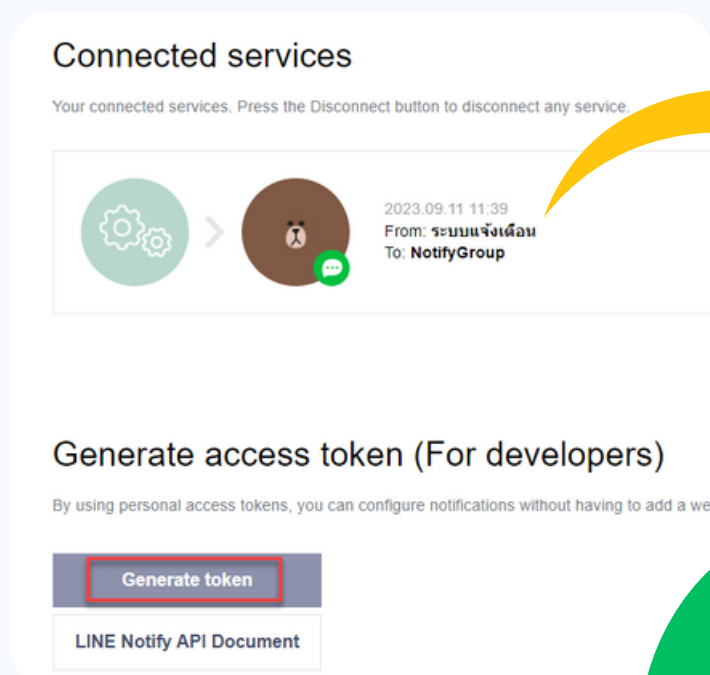 Connected services
Your connected services. Press the Disconnect button to disconnect any service.
2023.09.11 11:39
From: ระบบแจ้งเตือน
To: NotifyGroup
Generate access token (For developers)
By using personal access tokens, you can configure notifications without having to add a we
Generate token
LINE Notify API Document